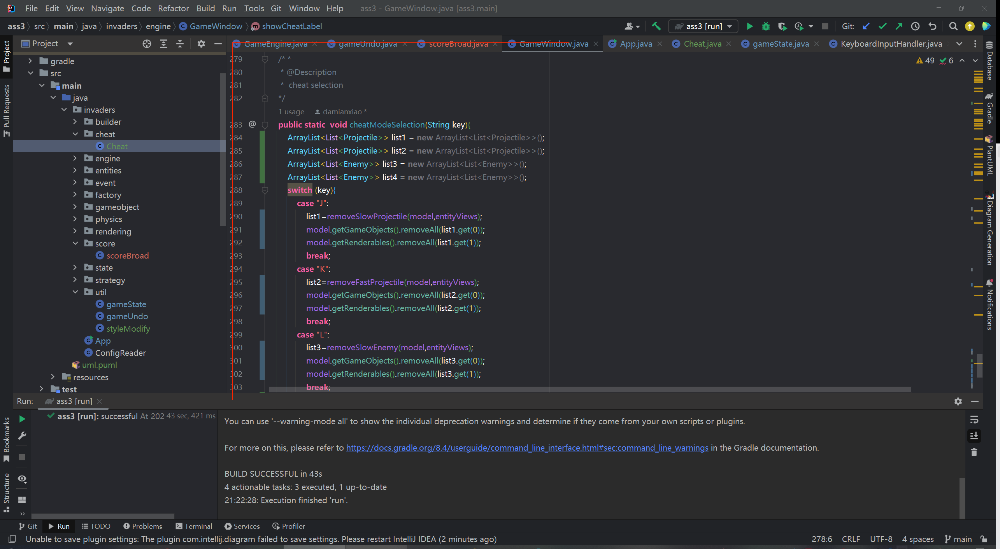 File Edit View Navigate Code Refactor Build Run Tools Git Window Help ass3 - GameWindow.java [ass3.main]
ass3 src main java invaders engine GameWindow showCheatLabel ass3 [run] Git:
Project
GameEngine.java gameUndo.java scoreBroad.java GameWindow.java App.java Cheat.java gameState.java KeyboardInputHandler.java
Project
Pull Requests
Bookmarks
Structure
gradle
src
main
java
invaders
builder
cheat
Cheat
engine
entities
event
factory
gameobject
physics
rendering
score
scoreBroad
state
strategy
util
gameState
gameUndo
styleModify
App
ConfigReader
uml.puml
resources
test
49 6
279 /* *
280 * @Description
281 * cheat selection
282 */
1 usage damianxiao *
283 @ public static void cheatModeSelection(String key){
284 ArrayList<List<Projectile>> list1 = new ArrayList<List<Projectile>>();
285 ArrayList<List<Projectile>> list2 = new ArrayList<List<Projectile>>();
286 ArrayList<List<Enemy>> list3 = new ArrayList<List<Enemy>>();
287 ArrayList<List<Enemy>> list4 = new ArrayList<List<Enemy>>();
288 switch (key){
289 case "J":
290 list1=removeSlowProjectile(model,entityViews);
291 model.getGameObjects().removeAll(list1.get(0));
292 model.getRenderables().removeAll(list1.get(1));
293 break;
294 case "K":
295 list2=removeFastProjectile(model,entityViews);
296 model.getGameObjects().removeAll(list2.get(0));
297 model.getRenderables().removeAll(list2.get(1));
298 break;
299 case "L":
300 list3=removeSlowEnemy(model,entityViews);
301 model.getGameObjects().removeAll(list3.get(0));
302 model.getRenderables().removeAll(list3.get(1));
303 break;
Database
Gradle
PlantUML
Diagram Generation
Notifications
Run: ass3 [run]
ass3 [run]: successful At 202 43 sec, 421 ms
You can use '--warning-mode all' to show the individual deprecation warnings and determine if they come from your own scripts or plugins.
For more on this, please refer to https://docs.gradle.org/8.4/userguide/command_line_interface.html#sec:command_line_warnings in the Gradle documentation.
BUILD SUCCESSFUL in 43s
4 actionable tasks: 3 executed, 1 up-to-date
21:22:28: Execution finished 'run'.
Git Run TODO Problems Terminal Services Profiler
Unable to save plugin settings: The plugin com.intellij.diagram failed to save settings. Please restart IntelliJ IDEA (2 minutes ago) 278:6 CRLF UTF-8 4 spaces main